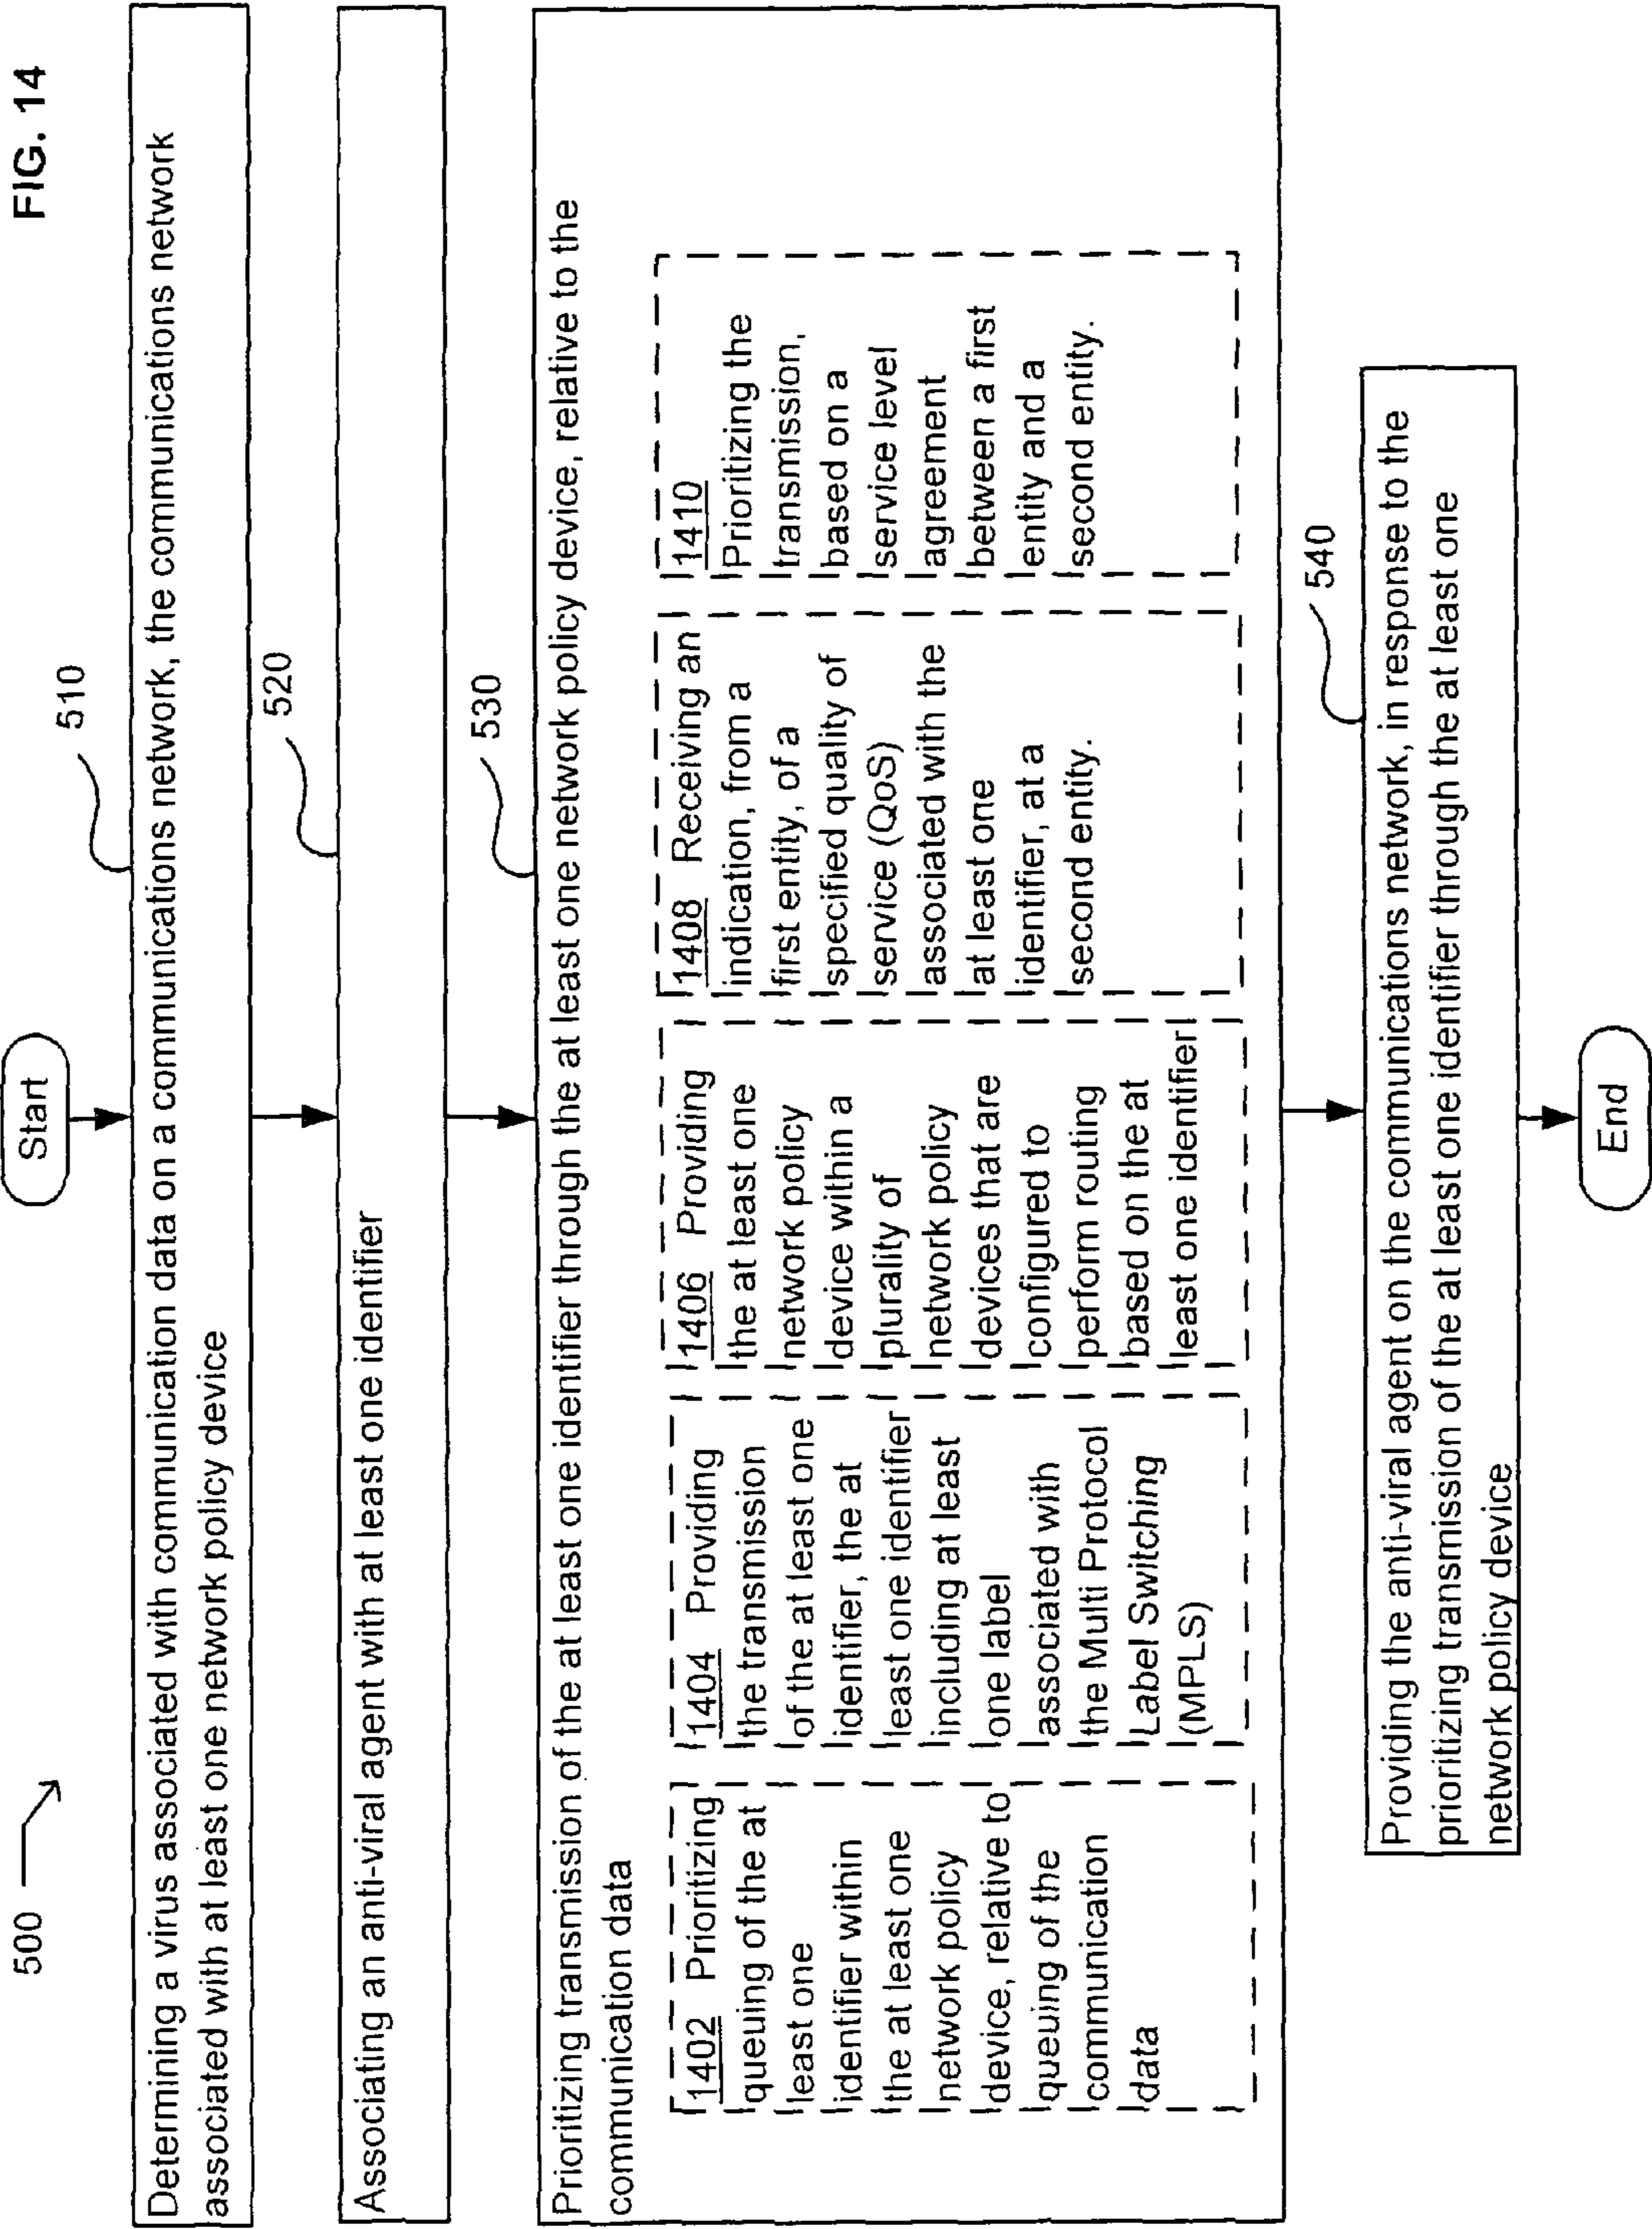 FIG. 14
500
Start
510
Determining a virus associated with communication data on a communications network, the communications network
associated with at least one network policy device
520
Associating an anti-viral agent with at least one identifier
530
Prioritizing transmission of the at least one identifier through the at least one network policy device, relative to the
communication data
1402 Prioritizing
queuing of the at
least one
identifier within
the at least one
network policy
device, relative to
queuing of the
communication
data
1404 Providing
the transmission
of the at least one
identifier, the at
least one identifier
including at least
one label
associated with
the Multi Protocol
Label Switching
(MPLS)
1406 Providing
the at least one
network policy
device within a
plurality of
network policy
devices that are
configured to
perform routing
based on the at
least one identifier
1408 Receiving an
indication, from a
first entity, of a
specified quality of
service (QoS)
associated with the
at least one
identifier, at a
second entity.
1410
Prioritizing the
transmission,
based on a
service level
agreement
between a first
entity and a
second entity.
540
Providing the anti-viral agent on the communications network, in response to the
prioritizing transmission of the at least one identifier through the at least one
network policy device
End